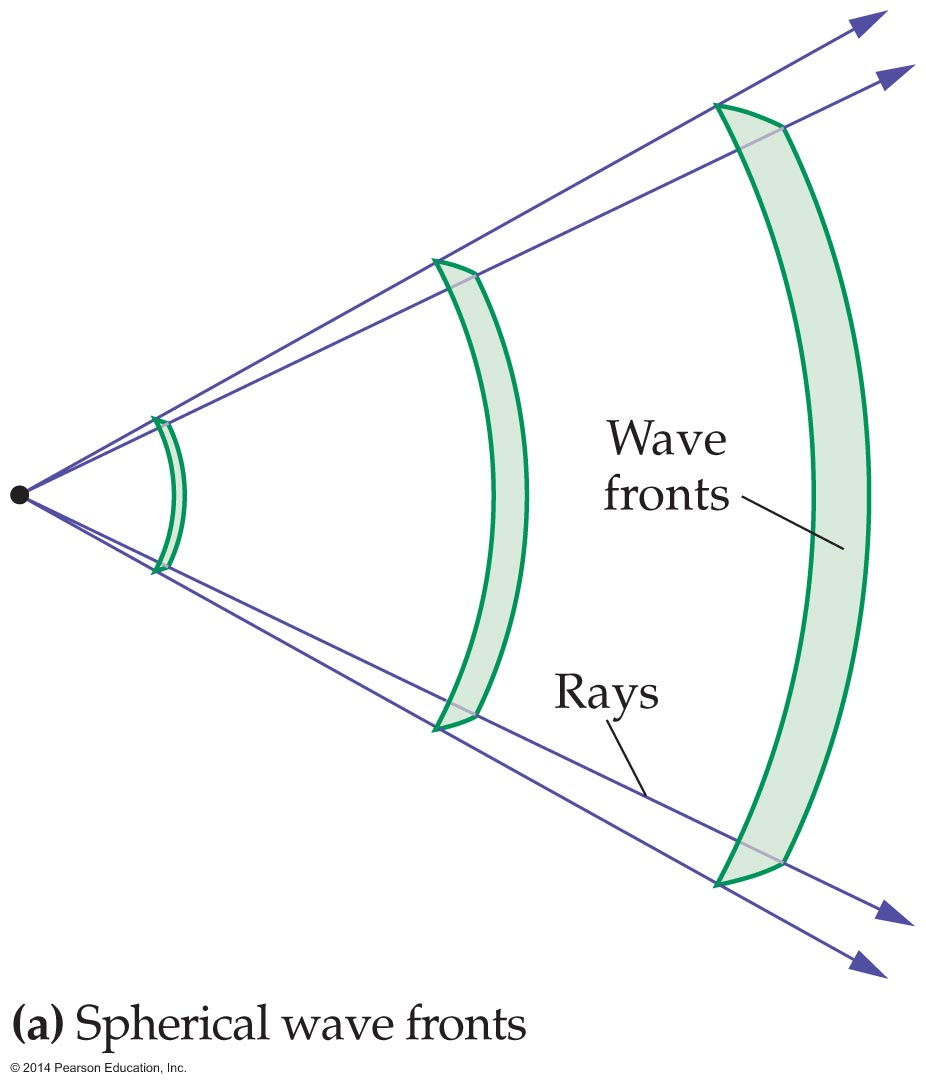 Wave
fronts
Rays
(a) Spherical wave fronts
© 2014 Pearson Education, Inc.